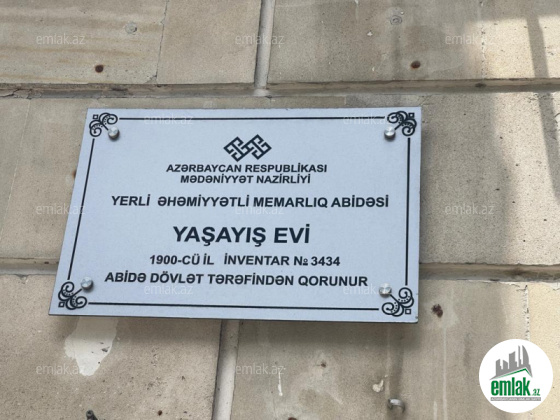 AZƏRBAYCAN RESPUBLİKASI
MƏDƏNİYYƏT NAZİRLİYİ
YERLİ ƏHƏMİYYƏTLİ MEMARLIQ ABİDƏSİ
YAŞAYIŞ EVİ
1900-CÜ İL İNVENTAR № 3434
ABİDƏ DÖVLƏT TƏRƏFİNDƏN QORUNUR
emlak.az